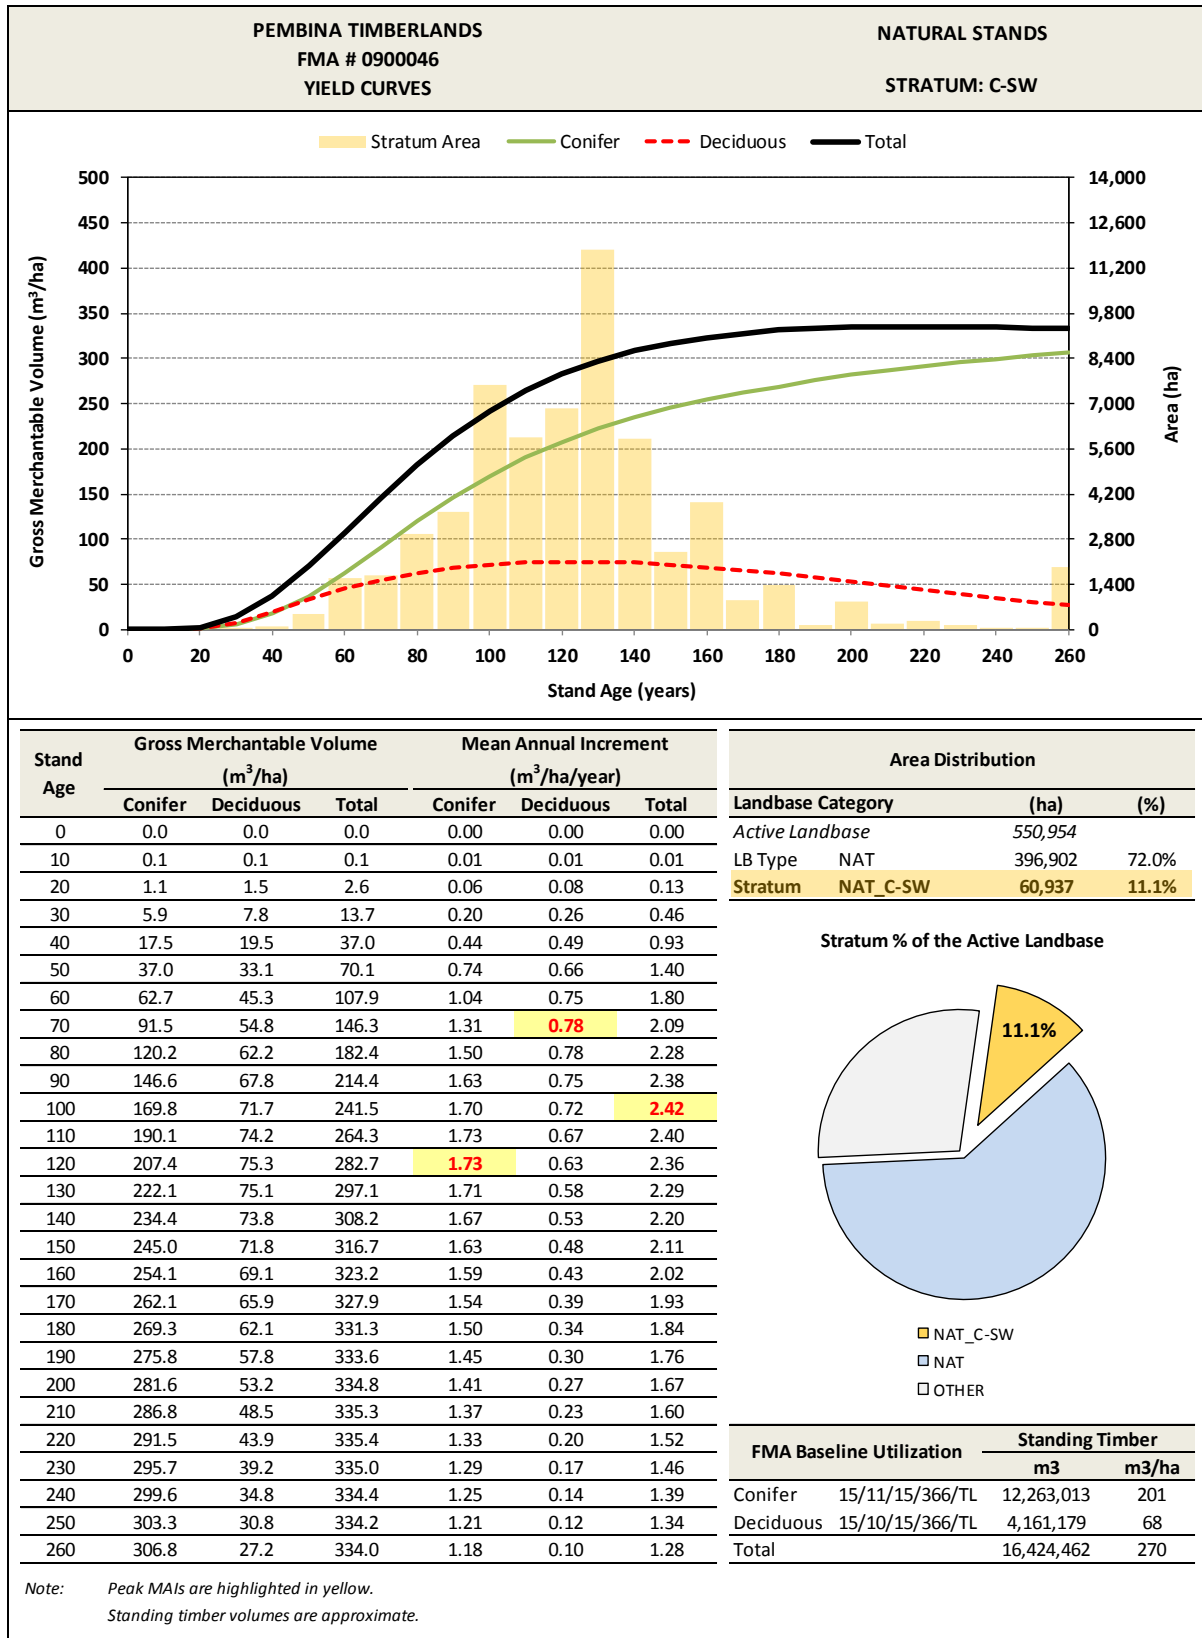 PEMBINA TIMBERLANDS
FMA # 0900046
YIELD CURVES
NATURAL STANDS
STRATUM: C-SW
Stratum Area Conifer Deciduous Total
Gross Merchantable Volume (m³/ha)
500
450
400
350
300
250
200
150
100
50
0
14,000
12,600
11,200
9,800
8,400
7,000
5,600
4,200
2,800
1,400
0
Area (ha)
0 20 40 60 80 100 120 140 160 180 200 220 240 260
Stand Age (years)
Stand Age Gross Merchantable Volume (m³/ha) Mean Annual Increment (m³/ha/year)
Conifer Deciduous Total Conifer Deciduous Total
0 0.0 0.0 0.0 0.00 0.00 0.00
10 0.1 0.1 0.1 0.01 0.01 0.01
20 1.1 1.5 2.6 0.06 0.08 0.13
30 5.9 7.8 13.7 0.20 0.26 0.46
40 17.5 19.5 37.0 0.44 0.49 0.93
50 37.0 33.1 70.1 0.74 0.66 1.40
60 62.7 45.3 107.9 1.04 0.75 1.80
70 91.5 54.8 146.3 1.31 0.78 2.09
80 120.2 62.2 182.4 1.50 0.78 2.28
90 146.6 67.8 214.4 1.63 0.75 2.38
100 169.8 71.7 241.5 1.70 0.72 2.42
110 190.1 74.2 264.3 1.73 0.67 2.40
120 207.4 75.3 282.7 1.73 0.63 2.36
130 222.1 75.1 297.1 1.71 0.58 2.29
140 234.4 73.8 308.2 1.67 0.53 2.20
150 245.0 71.8 316.7 1.63 0.48 2.11
160 254.1 69.1 323.2 1.59 0.43 2.02
170 262.1 65.9 327.9 1.54 0.39 1.93
180 269.3 62.1 331.3 1.50 0.34 1.84
190 275.8 57.8 333.6 1.45 0.30 1.76
200 281.6 53.2 334.8 1.41 0.27 1.67
210 286.8 48.5 335.3 1.37 0.23 1.60
220 291.5 43.9 335.4 1.33 0.20 1.52
230 295.7 39.2 335.0 1.29 0.17 1.46
240 299.6 34.8 334.4 1.25 0.14 1.39
250 303.3 30.8 334.2 1.21 0.12 1.34
260 306.8 27.2 334.0 1.18 0.10 1.28
Area Distribution
Landbase Category (ha) (%)
Active Landbase 550,954
LB Type NAT 396,902 72.0%
Stratum NAT_C-SW 60,937 11.1%
Stratum % of the Active Landbase
11.1%
NAT_C-SW
NAT
OTHER
FMA Baseline Utilization Standing Timber
m3 m3/ha
Conifer 15/11/15/366/TL 12,263,013 201
Deciduous 15/10/15/366/TL 4,161,179 68
Total 16,424,462 270
Note: Peak MAIs are highlighted in yellow.
Standing timber volumes are approximate.